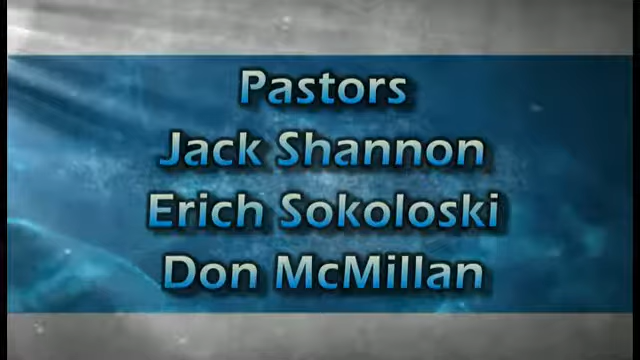 Pastors
Jack Shannon
Erich Sokoloski
Don McMillan